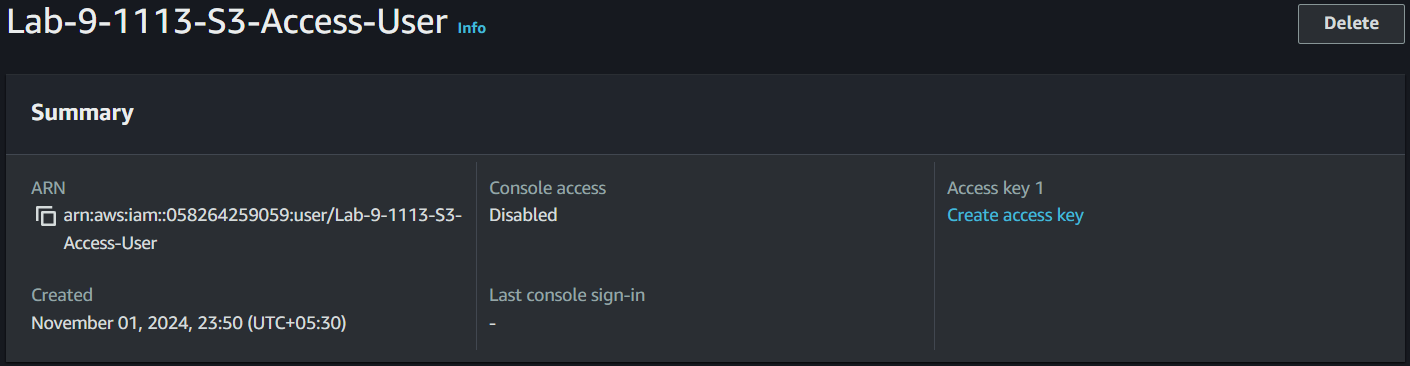 Lab-9-1113-S3-Access-User Info
Delete
Summary
ARN
arn:aws:iam::058264259059:user/Lab-9-1113-S3-
Access-User
Created
November 01, 2024, 23:50 (UTC+05:30)
Console access
Disabled
Last console sign-in
-
Access key 1
Create access key